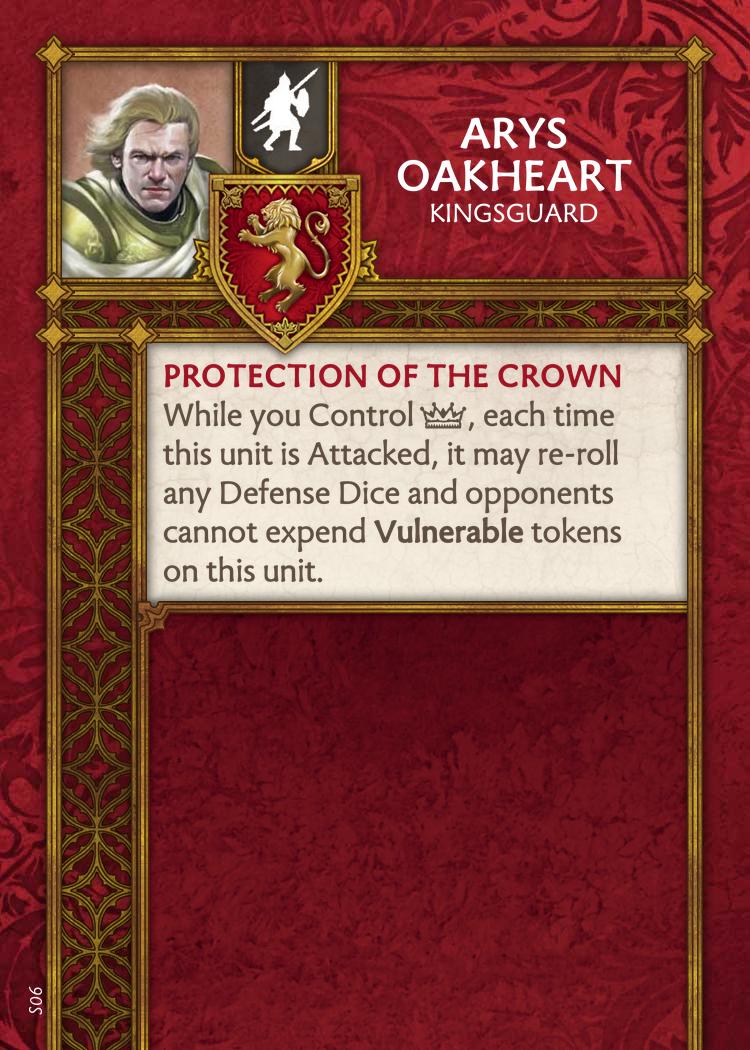 ARYS
OAKHEART
KINGSGUARD
PROTECTION OF THE CROWN
While you Control , each time
this unit is Attacked, it may re-roll
any Defense Dice and opponents
cannot expend Vulnerable tokens
on this unit.
S06